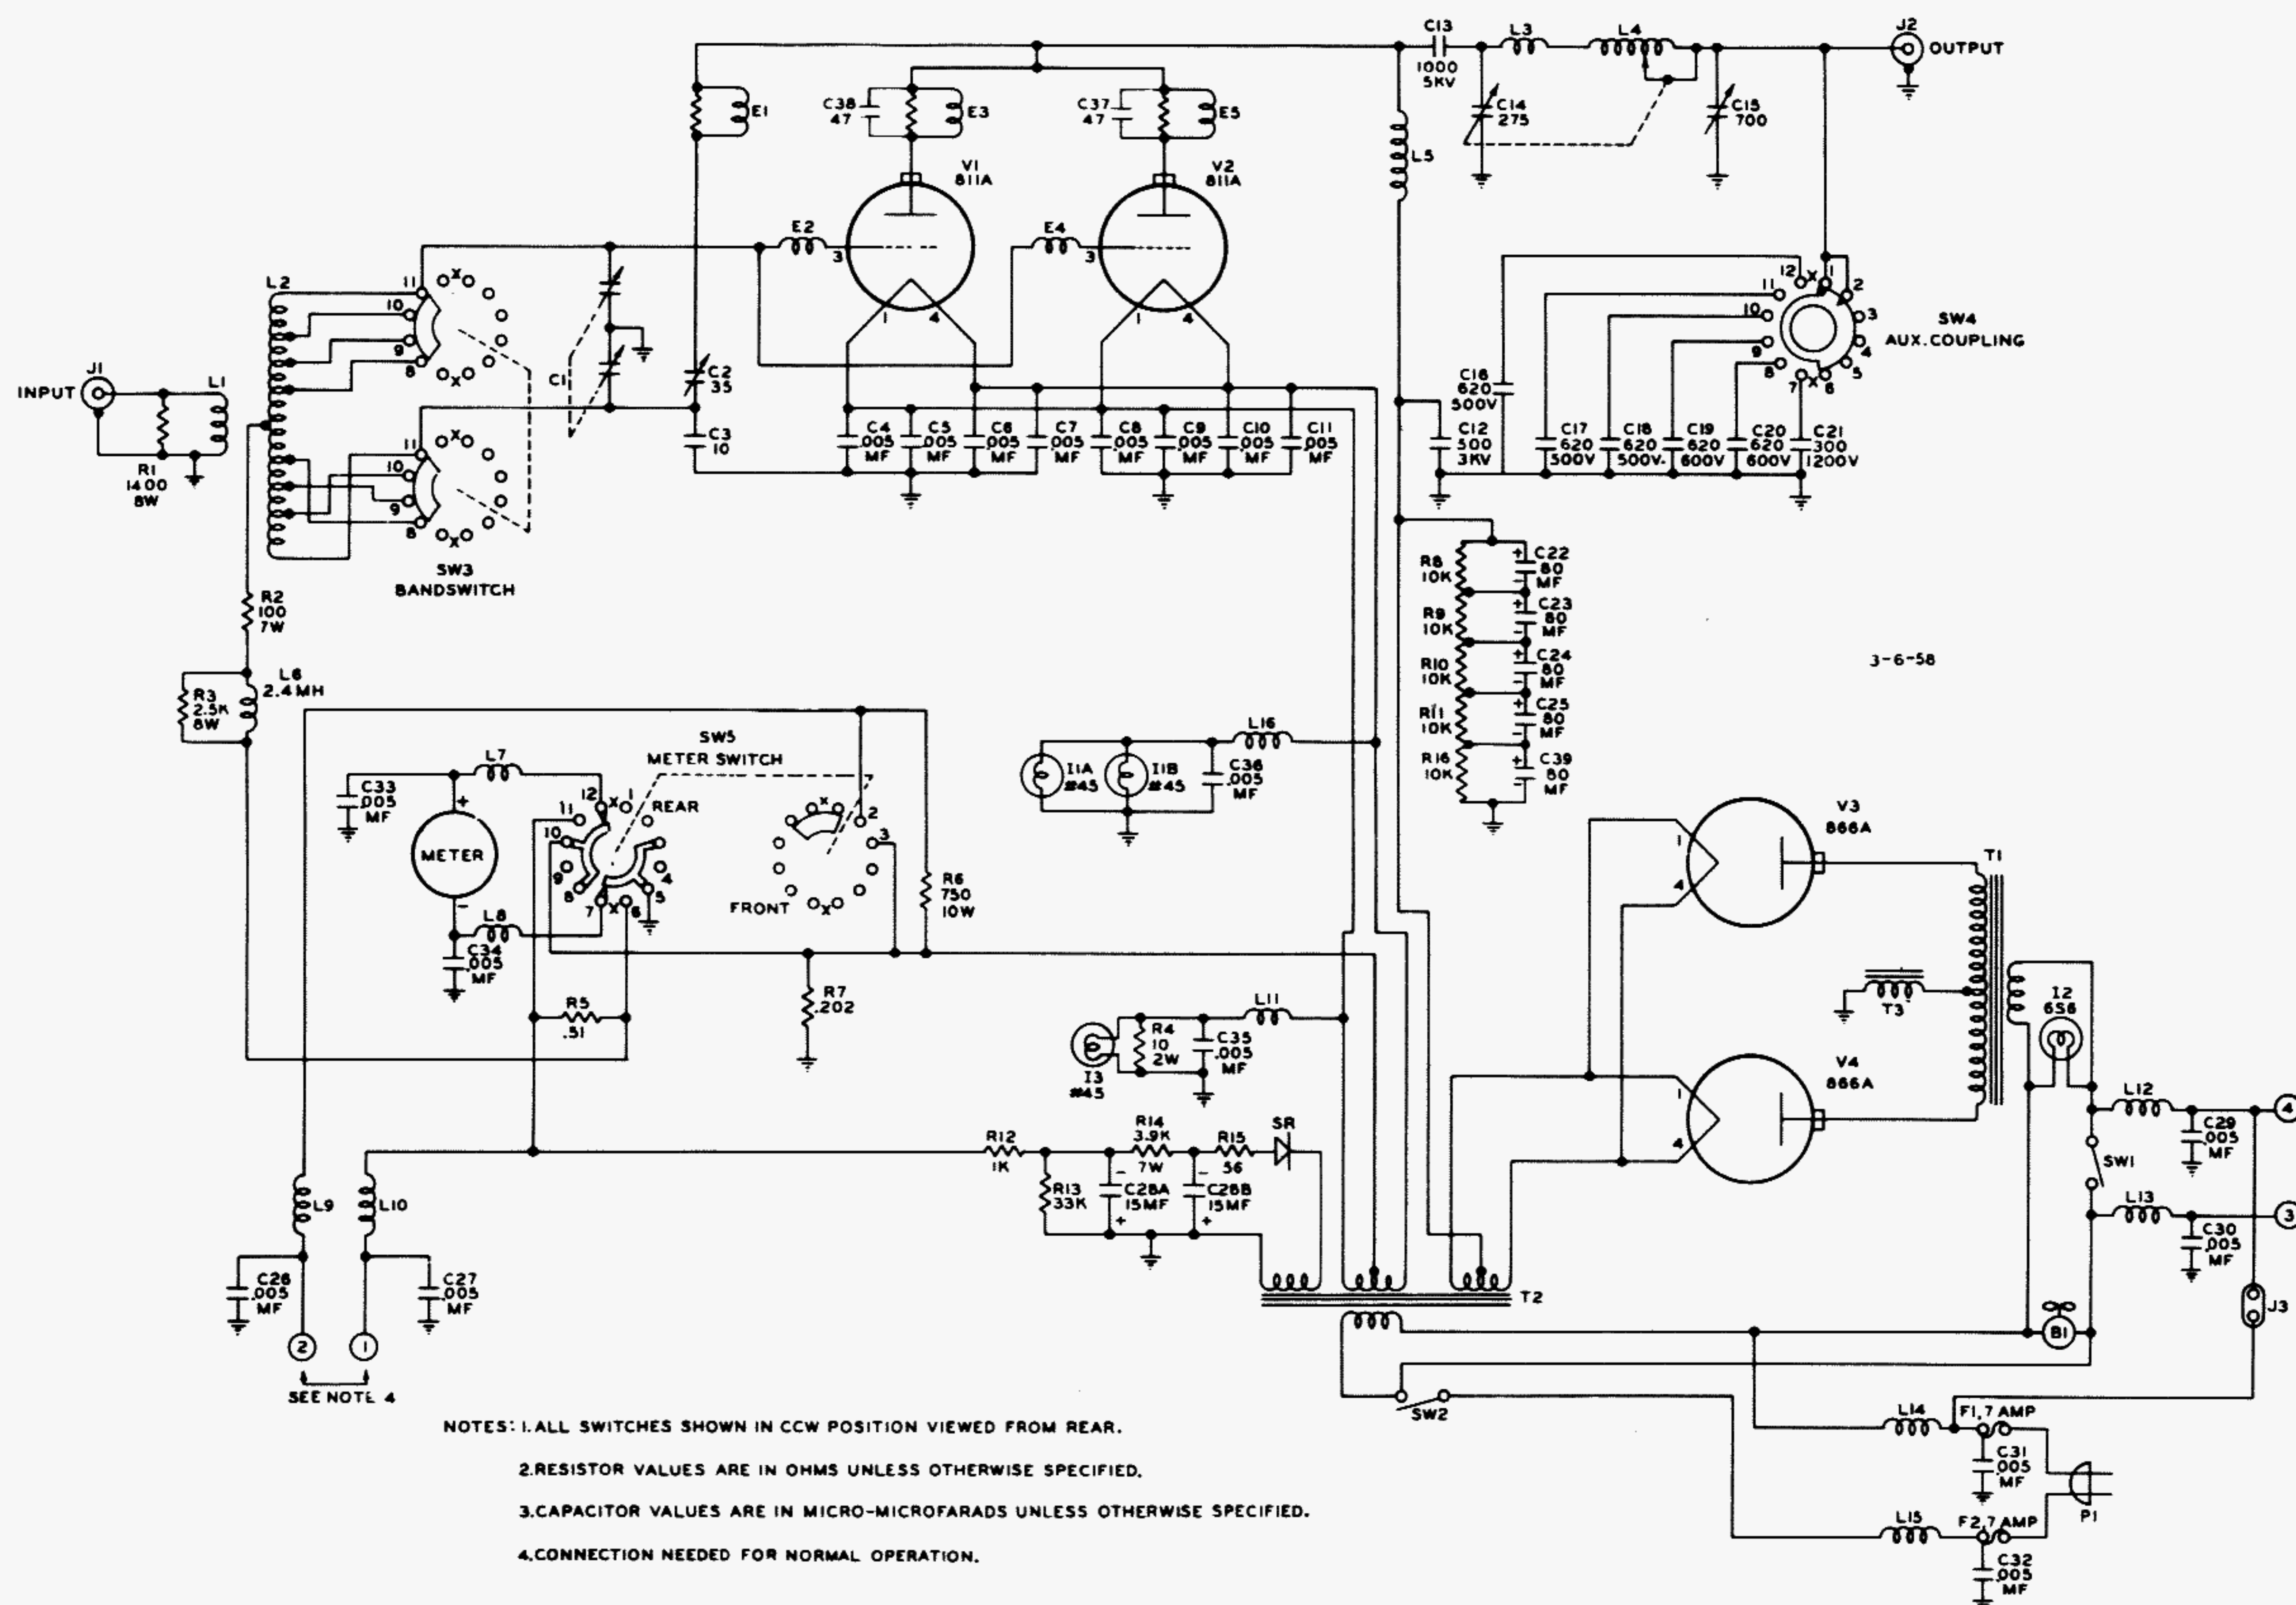 C13
1000
5KV
L3
L4
J2
OUTPUT
E1
C38
47
E3
C37
47
E5
C14
275
C15
700
L5
V1
811A
V2
811A
E2
3
E4
3
1
4
1
4
L2
11
10
9
8
X
X
J1
INPUT
L1
R1
1400
8W
C1
C2
35
C3
10
11
10
9
8
X
X
SW3
BANDSWITCH
C4
.005
MF
C5
.005
MF
C6
.005
MF
C7
.005
MF
C8
.005
MF
C9
.005
MF
C10
.005
MF
C11
.005
MF
12
X
1
2
3
4
5
6
X
7
8
9
10
11
SW4
AUX. COUPLING
C16
620
500V
C12
500
3KV
C17
620
500V
C18
620
500V
C19
620
600V
C20
620
600V
C21
300
1200V
R2
100
7W
L6
2.4MH
R3
2.5K
8W
R8
10K
R9
10K
R10
10K
R11
10K
R16
10K
+ C22
80
- MF
+ C23
80
- MF
+ C24
80
- MF
+ C25
80
- MF
+ C39
80
- MF
3-6-58
SW5
METER SWITCH
L7
C33
.005
MF
+
METER
-
L8
C34
.005
MF
12
X
1
REAR
11
10
9
8
7
X
6
5
4
X
2
3
FRONT
X
R6
750
10W
R5
.51
R7
.202
L16
I1A
#45
I1B
#45
C36
.005
MF
V3
866A
1
4
V4
866A
1
4
T1
T3
I2
6S6
L11
I3
#45
R4
10
2W
C35
.005
MF
R12
1K
R13
33K
R14
3.9K
7W
R15
56
SR
-
C28A
15MF
+
-
C28B
15MF
+
T2
L9
L10
C26
.005
MF
C27
.005
MF
2
1
SEE NOTE 4
L12
4
C29
.005
MF
SW1
L13
3
C30
.005
MF
J3
B1
SW2
L14
F1, 7 AMP
C31
.005
MF
P1
L15
F2, 7 AMP
C32
.005
MF
NOTES: 1. ALL SWITCHES SHOWN IN CCW POSITION VIEWED FROM REAR.
2. RESISTOR VALUES ARE IN OHMS UNLESS OTHERWISE SPECIFIED.
3. CAPACITOR VALUES ARE IN MICRO-MICROFARADS UNLESS OTHERWISE SPECIFIED.
4. CONNECTION NEEDED FOR NORMAL OPERATION.